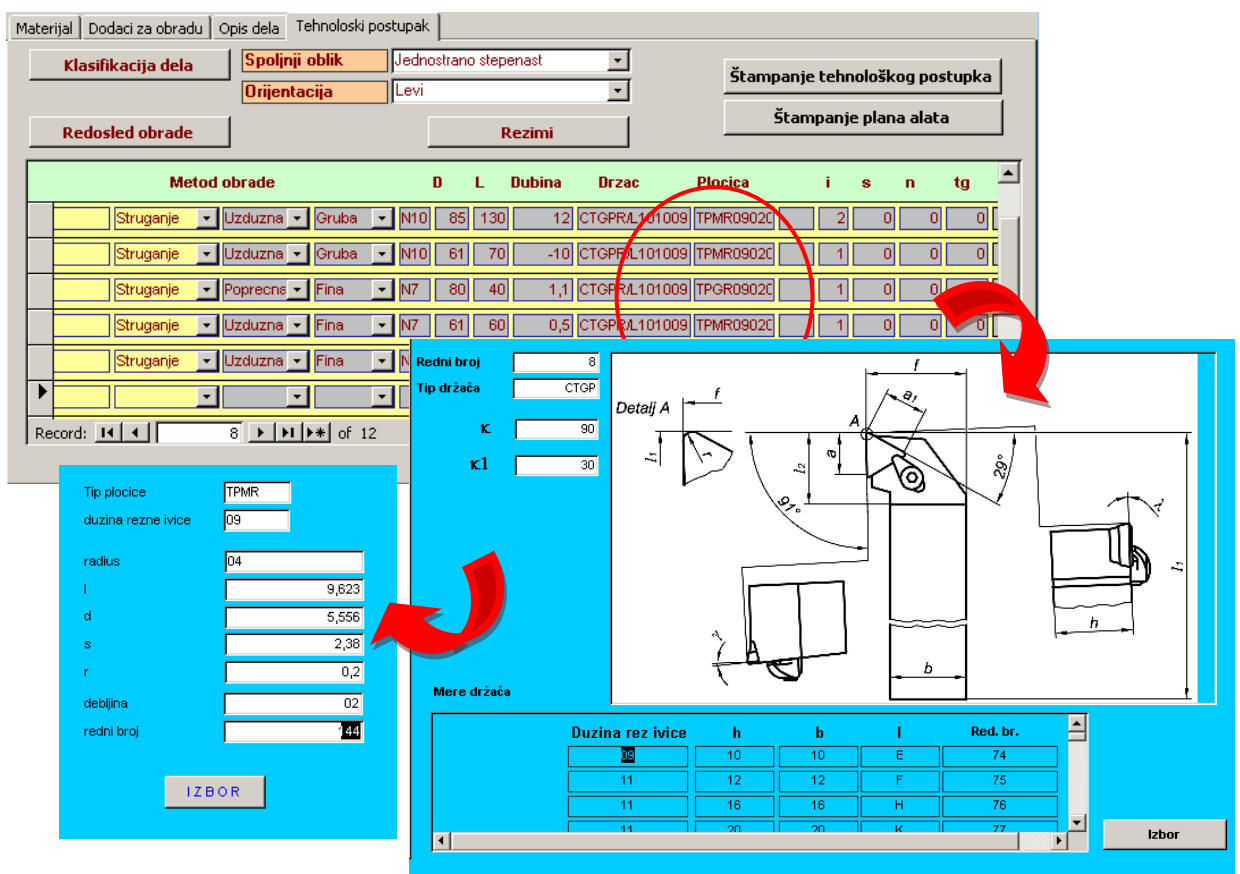 Materijal Dodaci za obradu Opis dela Tehnoloski postupak
Klasifikacija dela Spoljnji oblik Jednostrano stepenast
Štampanje tehnološkog postupka
Orijentacija Levi
Štampanje plana alata
Redosled obrade Rezimi
Metod obrade D L Dubina Drzac Plocica i s n tg
Struganje Uzduzna Gruba N10 85 130 12 CTGPR/L101009 TPMR09020 2 0 0 0
Struganje Uzduzna Gruba N10 61 70 -10 CTGPR/L101009 TPMR09020 1 0 0 0
Struganje Poprecna Fina N7 80 40 1,1 CTGPR/L101009 TPGR09020 1 0 0 0
Struganje Uzduzna Fina N7 61 60 0,5 CTGPR/L101009 TPMR09020 1 0 0 0
Struganje Uzduzna Fina N
Record: 8 of 12
Redni broj 8
Tip držača CTGP
κ 90
κ1 30
Detalj A
f
l1
r
f
a1
A
a
l2
29°
91°
λ
l1
h
γ
b
Mere držača
Duzina rez ivice h b l Red. br.
09 10 10 E 74
11 12 12 F 75
11 16 16 H 76
11 20 20 K 77
Izbor
Tip plocice TPMR
duzina rezne ivice 09
radius 04
l 9,623
d 5,556
s 2,38
r 0,2
debljina 02
redni broj 144
IZBOR